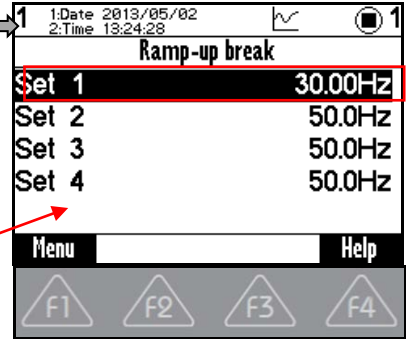 1 1:Date 2013/05/02 1
2:Time 13:24:28
Ramp-up break
Set 1 30.00Hz
Set 2 50.0Hz
Set 3 50.0Hz
Set 4 50.0Hz
Menu Help
F1 F2 F3 F4